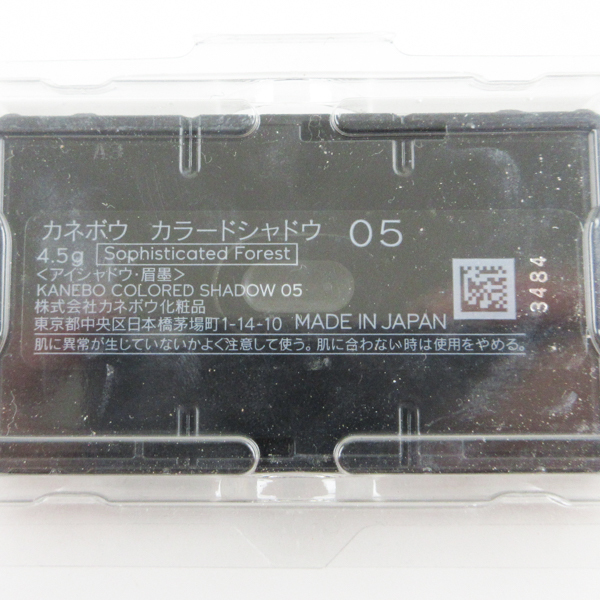 A3
カネボウ カラードシャドウ 05
4.5g Sophisticated Forest
<アイシャドウ・眉墨>
KANEBO COLORED SHADOW 05
株式会社カネボウ化粧品
東京都中央区日本橋茅場町1-14-10 MADE IN JAPAN
肌に異常が生じていないかよく注意して使う。肌に合わない時は使用をやめる。
3484